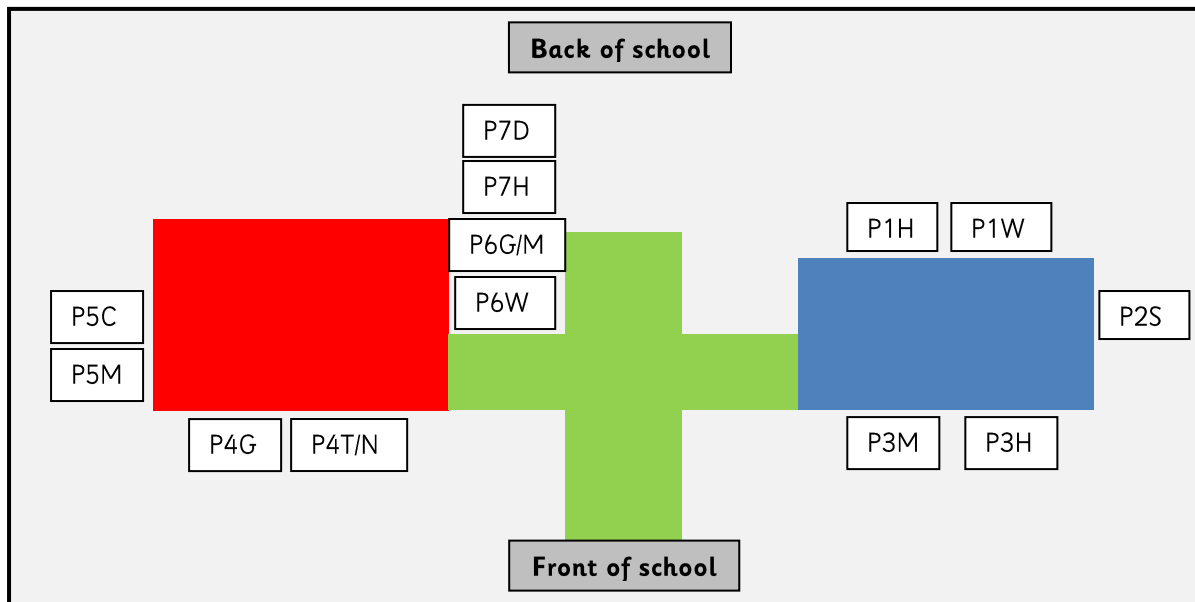 Back of school
P7D
P7H
P6G/M
P6W
P1H
P1W
P5C
P5M
P2S
P4G
P4T/N
P3M
P3H
Front of school